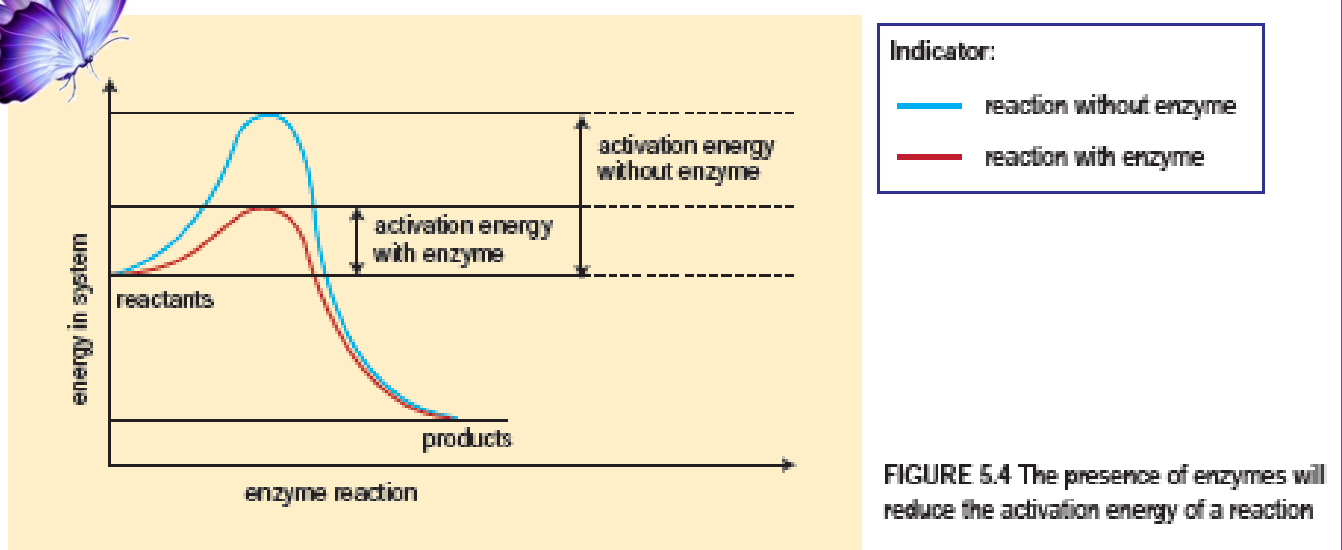 Indicator:
reaction without enzyme
reaction with enzyme
activation energy
without enzyme
activation energy
with enzyme
reactants
energy in system
products
enzyme reaction
FIGURE 5.4 The presence of enzymes will
reduce the activation energy of a reaction